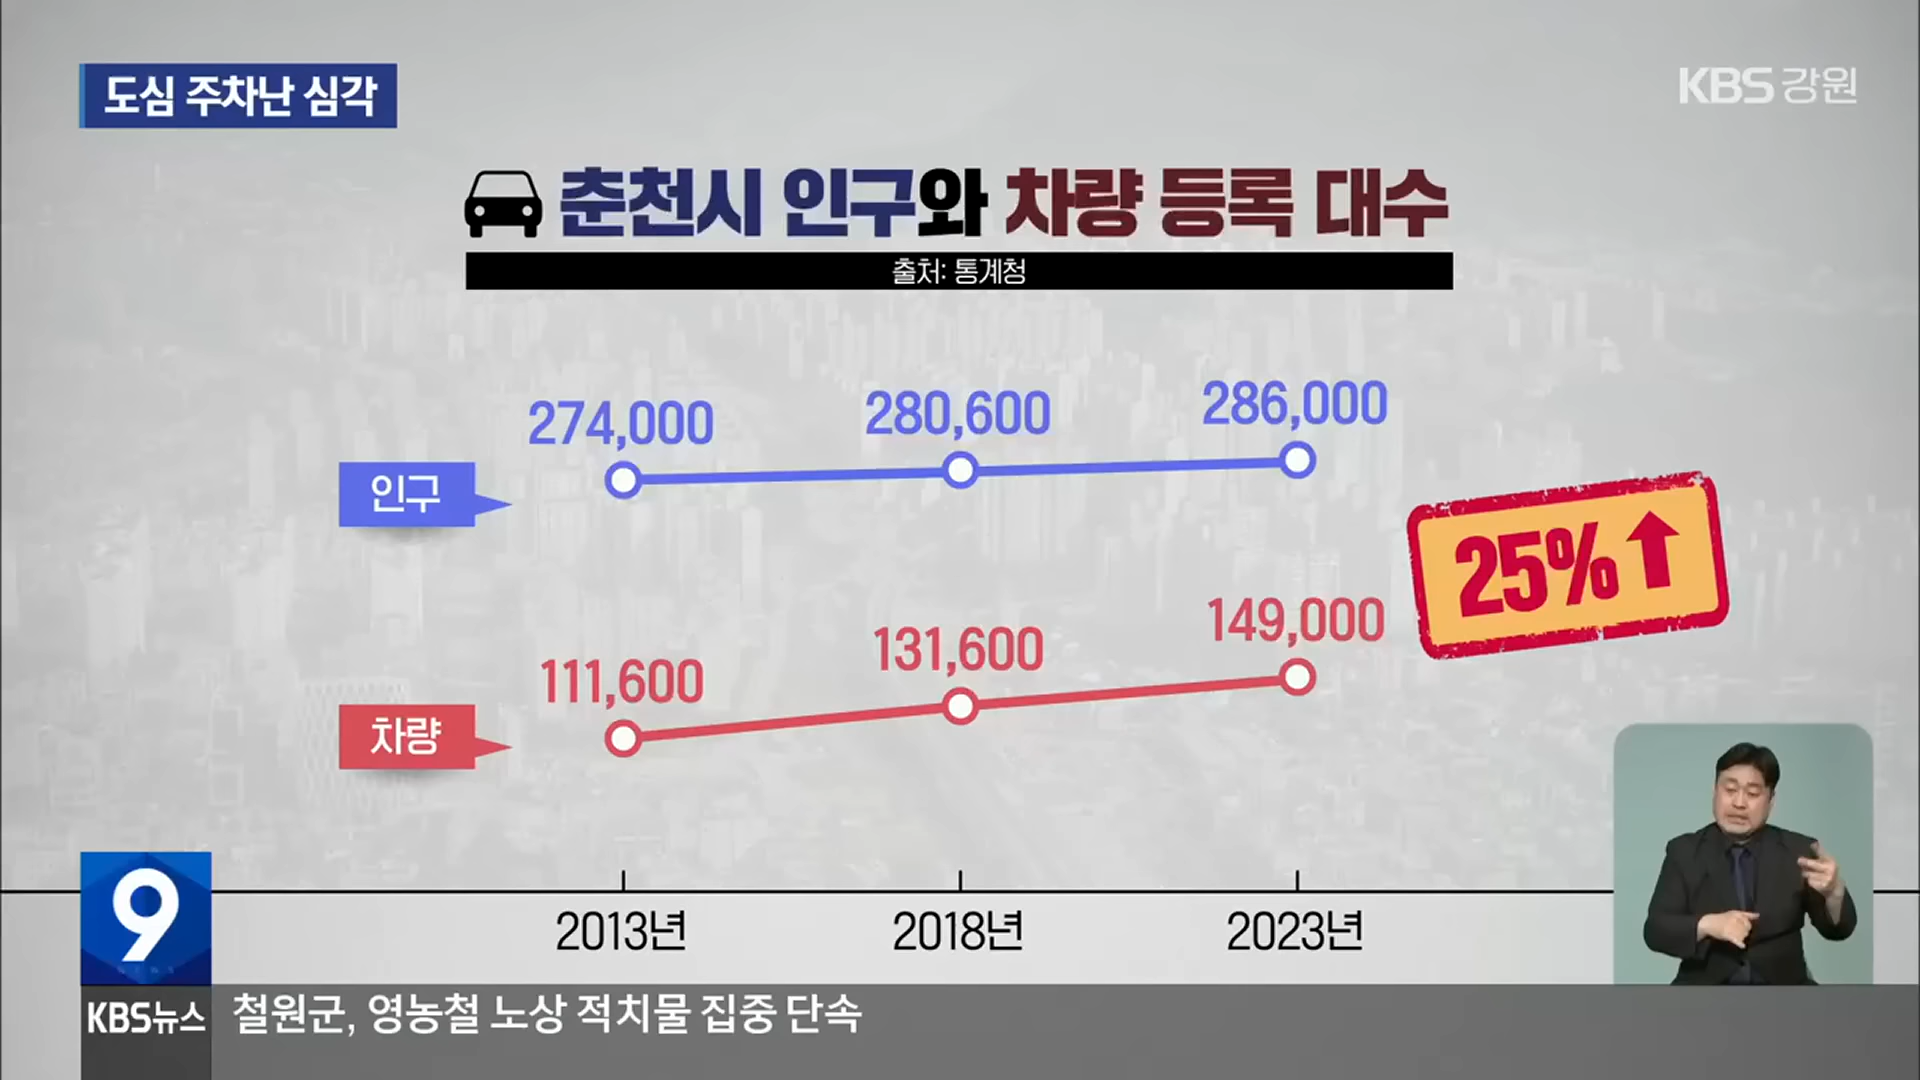 도심 주차난 심각
KBS 강원
춘천시 인구와 차량 등록 대수
출처: 통계청
274,000
280,600
286,000
인구
25%
111,600
131,600
149,000
차량
2013년
2018년
2023년
9
NEWS
KBS뉴스
철원군, 영농철 노상 적치물 집중 단속